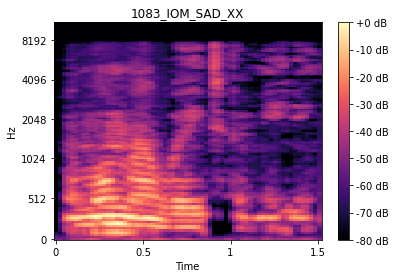 1083_IOM_SAD_XX
8192
4096
2048
1024
512
0
Hz
0
0.5
1
1.5
Time
+0 dB
-10 dB
-20 dB
-30 dB
-40 dB
-50 dB
-60 dB
-70 dB
-80 dB